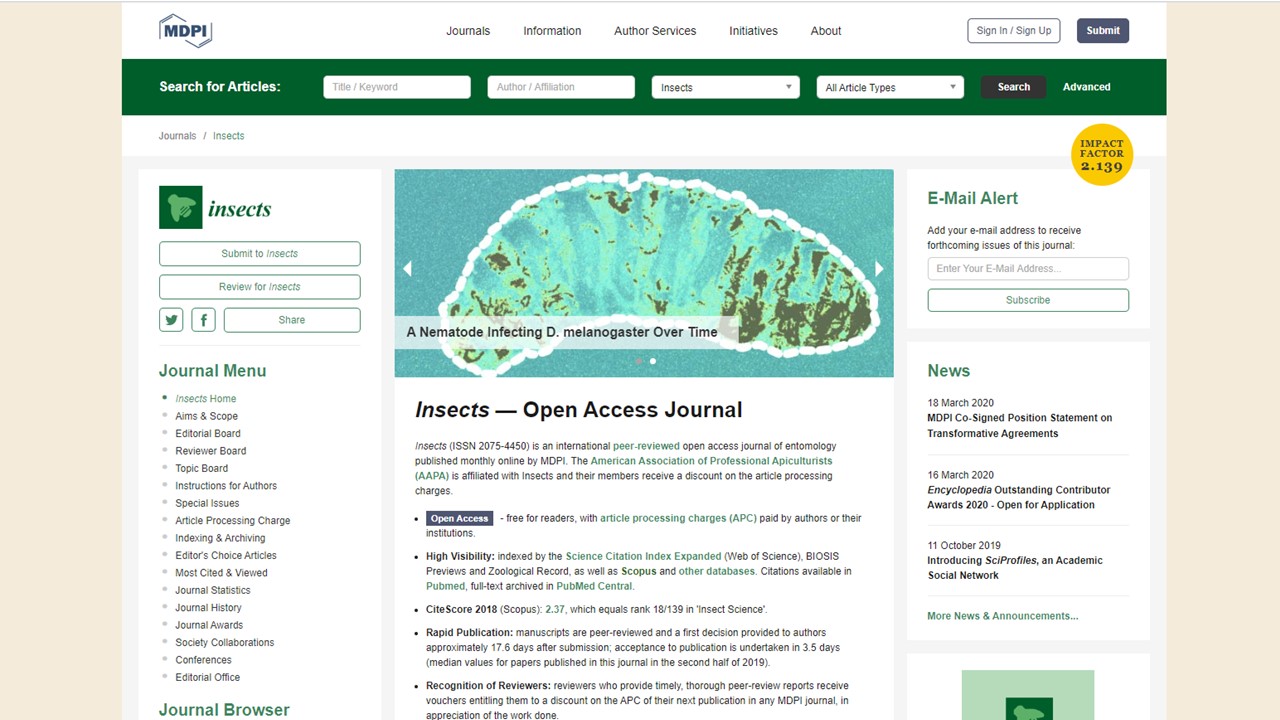 MDPI
Journals Information Author Services Initiatives About
Sign In / Sign Up Submit
Search for Articles: Title / Keyword Author / Affiliation Insects All Article Types Search Advanced
Journals / Insects
IMPACT
FACTOR
2.139
insects
Submit to Insects
Review for Insects
Share
Journal Menu
Insects Home
Aims & Scope
Editorial Board
Reviewer Board
Topic Board
Instructions for Authors
Special Issues
Article Processing Charge
Indexing & Archiving
Editor's Choice Articles
Most Cited & Viewed
Journal Statistics
Journal History
Journal Awards
Society Collaborations
Conferences
Editorial Office
Journal Browser
A Nematode Infecting D. melanogaster Over Time
Insects — Open Access Journal
Insects (ISSN 2075-4450) is an international peer-reviewed open access journal of entomology
published monthly online by MDPI. The American Association of Professional Apiculturists
(AAPA) is affiliated with Insects and their members receive a discount on the article processing
charges.
Open Access - free for readers, with article processing charges (APC) paid by authors or their
institutions.
High Visibility: indexed by the Science Citation Index Expanded (Web of Science), BIOSIS
Previews and Zoological Record, as well as Scopus and other databases. Citations available in
Pubmed, full-text archived in PubMed Central.
CiteScore 2018 (Scopus): 2.37, which equals rank 18/139 in 'Insect Science'.
Rapid Publication: manuscripts are peer-reviewed and a first decision provided to authors
approximately 17.6 days after submission; acceptance to publication is undertaken in 3.5 days
(median values for papers published in this journal in the second half of 2019).
Recognition of Reviewers: reviewers who provide timely, thorough peer-review reports receive
vouchers entitling them to a discount on the APC of their next publication in any MDPI journal, in
appreciation of the work done.
E-Mail Alert
Add your e-mail address to receive
forthcoming issues of this journal:
Enter Your E-Mail Address...
Subscribe
News
18 March 2020
MDPI Co-Signed Position Statement on
Transformative Agreements
16 March 2020
Encyclopedia Outstanding Contributor
Awards 2020 - Open for Application
11 October 2019
Introducing SciProfiles, an Academic
Social Network
More News & Announcements...